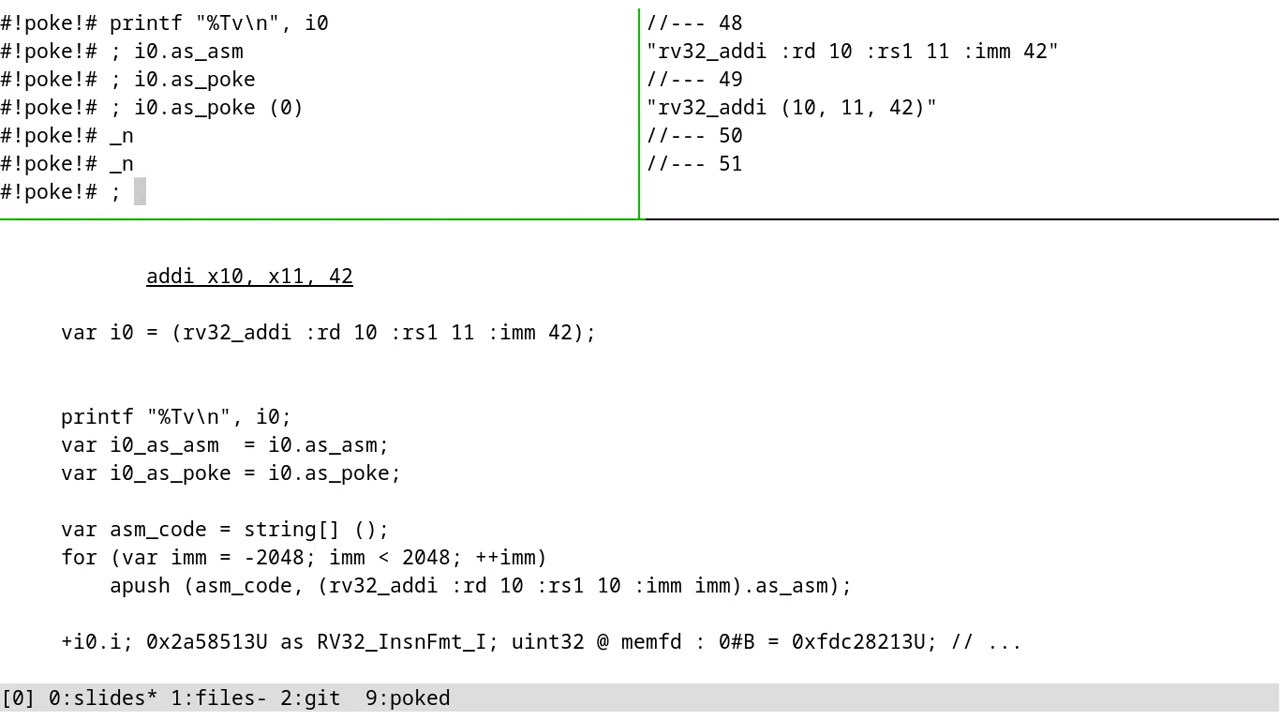 #!poke!# printf "%Tv\n", i0
#!poke!# ; i0.as_asm
#!poke!# ; i0.as_poke
#!poke!# ; i0.as_poke (0)
#!poke!# _n
#!poke!# _n
#!poke!# ;
//--- 48
"rv32_addi :rd 10 :rs1 11 :imm 42"
//--- 49
"rv32_addi (10, 11, 42)"
//--- 50
//--- 51
addi x10, x11, 42
var i0 = (rv32_addi :rd 10 :rs1 11 :imm 42);
printf "%Tv\n", i0;
var i0_as_asm  = i0.as_asm;
var i0_as_poke = i0.as_poke;
var asm_code = string[] ();
for (var imm = -2048; imm < 2048; ++imm)
    apush (asm_code, (rv32_addi :rd 10 :rs1 10 :imm imm).as_asm);
+i0.i; 0x2a58513U as RV32_InsnFmt_I; uint32 @ memfd : 0#B = 0xfdc28213U; // ...
[0] 0:slides* 1:files- 2:git  9:poked